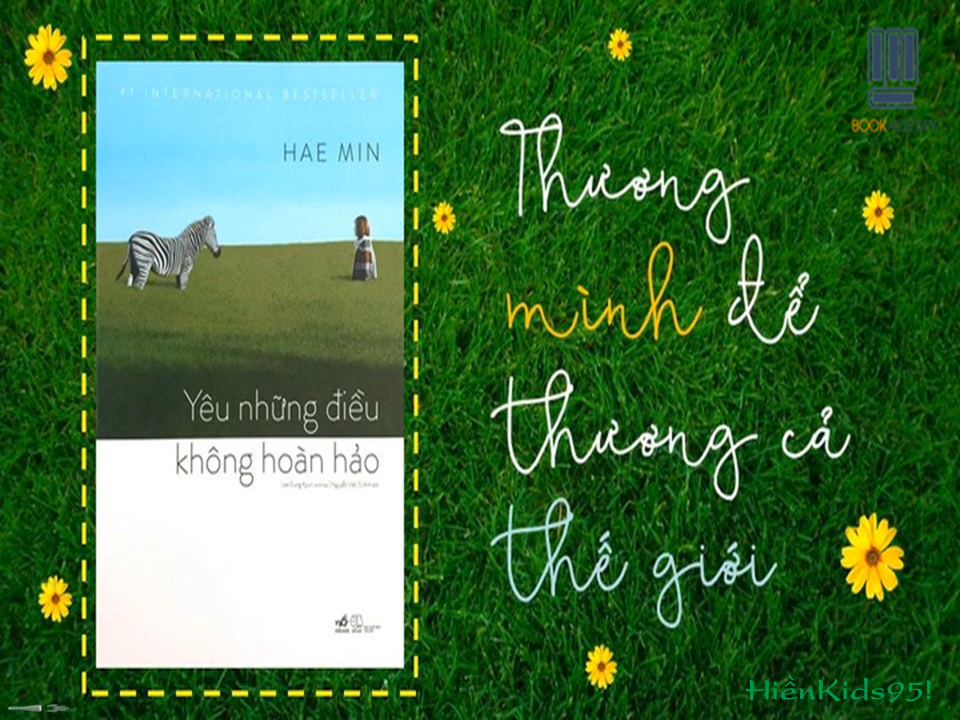 #1 INTERNATIONAL BESTSELLER
HAE MIN
Yêu những điều
không hoàn hảo
Thương
mình để
thương cả
thế giới
BOOK
HiềnKids95!